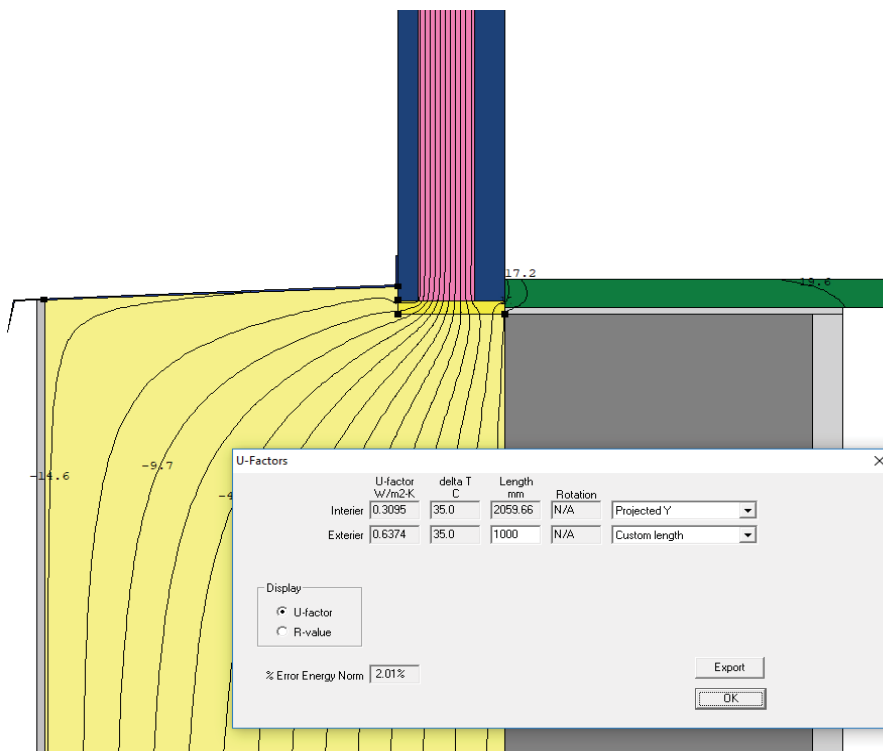 17.2
19.6
-14.6
-9.7
-4
U-Factors
U-factor delta T Length
W/m2-K C mm Rotation
Interier 0.3095 35.0 2059.66 N/A Projected Y
Exterier 0.6374 35.0 1000 N/A Custom length
Display
U-factor
R-value
% Error Energy Norm 2.01%
Export
OK